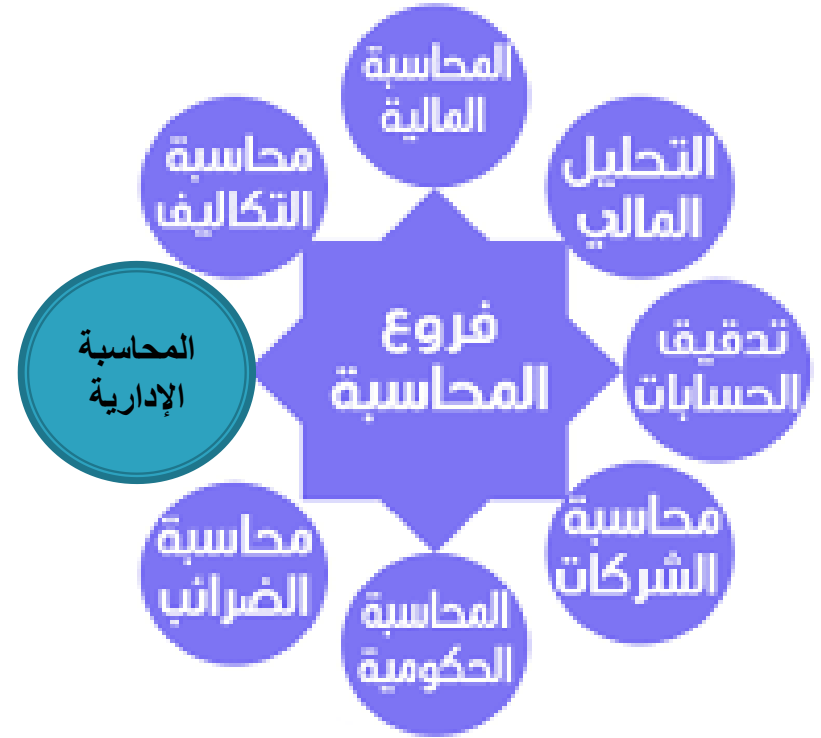 المحاسبة
المالية
التحليل
المالي
محاسبة
التكاليف
فروع
المحاسبة
تدقيق
الحسابات
المحاسبة
الإدارية
محاسبة
الشركات
محاسبة
الضرائب
المحاسبة
الحكومية